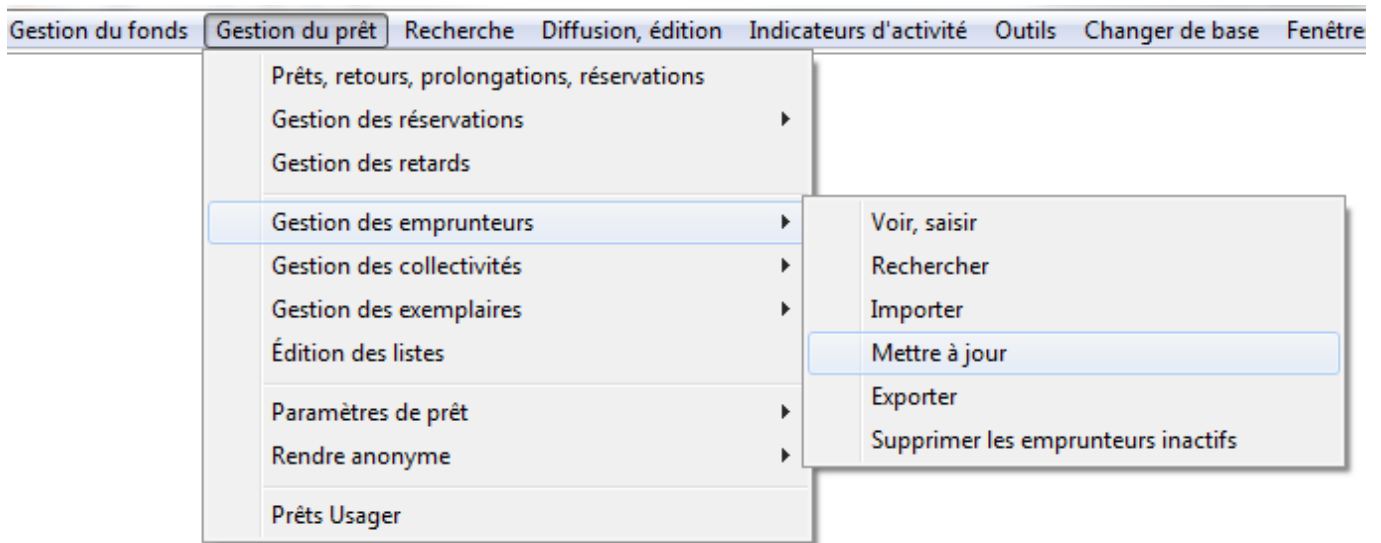 Gestion du fonds Gestion du prêt Recherche Diffusion, édition Indicateurs d'activité Outils Changer de base Fenêtre
Prêts, retours, prolongations, réservations
Gestion des réservations
Gestion des retards
Gestion des emprunteurs
Gestion des collectivités
Gestion des exemplaires
Édition des listes
Paramètres de prêt
Rendre anonyme
Prêts Usager
Voir, saisir
Rechercher
Importer
Mettre à jour
Exporter
Supprimer les emprunteurs inactifs